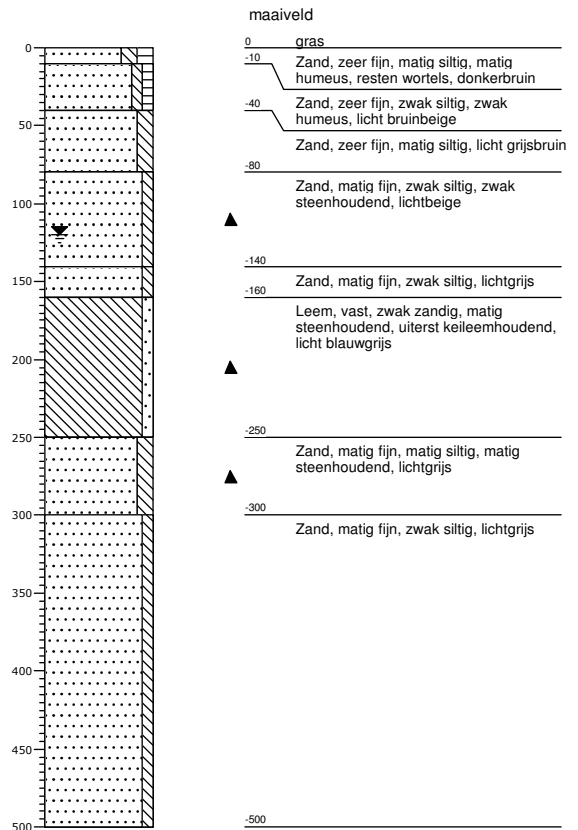 maaiveld
0
gras
-10
Zand, zeer fijn, matig siltig, matig
humeus, resten wortels, donkerbruin
-40
Zand, zeer fijn, zwak siltig, zwak
humeus, licht bruinbeige
Zand, zeer fijn, matig siltig, licht grijsbruin
-80
Zand, matig fijn, zwak siltig, zwak
steenhoudend, lichtbeige
-140
Zand, matig fijn, zwak siltig, lichtgrijs
-160
Leem, vast, zwak zandig, matig
steenhoudend, uiterst keileemhoudend,
licht blauwgrijs
-250
Zand, matig fijn, matig siltig, matig
steenhoudend, lichtgrijs
-300
Zand, matig fijn, zwak siltig, lichtgrijs
-500
0
50
100
150
200
250
300
350
400
450
500